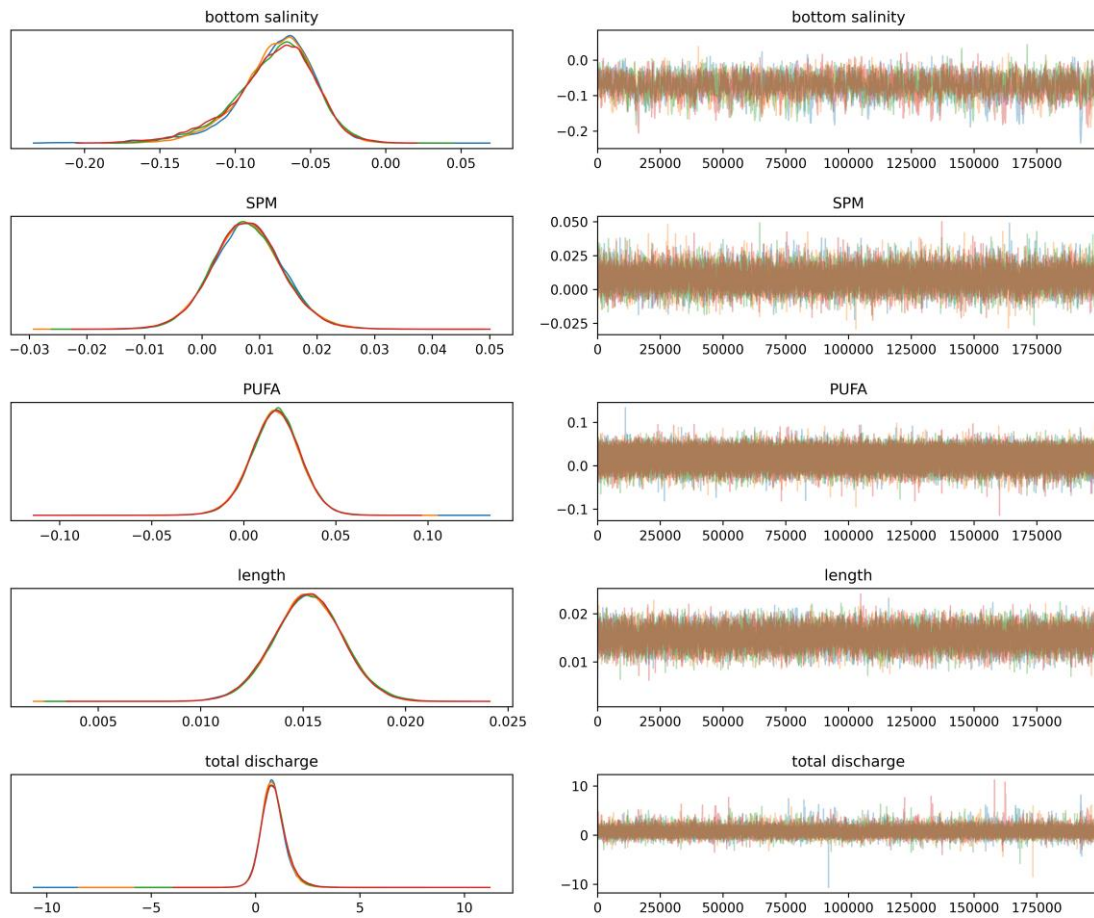 bottom salinity
−0.20 −0.15 −0.10 −0.05 0.00 0.05
bottom salinity
0.0
−0.1
−0.2
0 25000 50000 75000 100000 125000 150000 175000
SPM
−0.03 −0.02 −0.01 0.00 0.01 0.02 0.03 0.04 0.05
SPM
0.050
0.025
0.000
−0.025
0 25000 50000 75000 100000 125000 150000 175000
PUFA
−0.10 −0.05 0.00 0.05 0.10
PUFA
0.1
0.0
−0.1
0 25000 50000 75000 100000 125000 150000 175000
length
0.005 0.010 0.015 0.020 0.025
length
0.02
0.01
0 25000 50000 75000 100000 125000 150000 175000
total discharge
−10 −5 0 5 10
total discharge
10
0
−10
0 25000 50000 75000 100000 125000 150000 175000